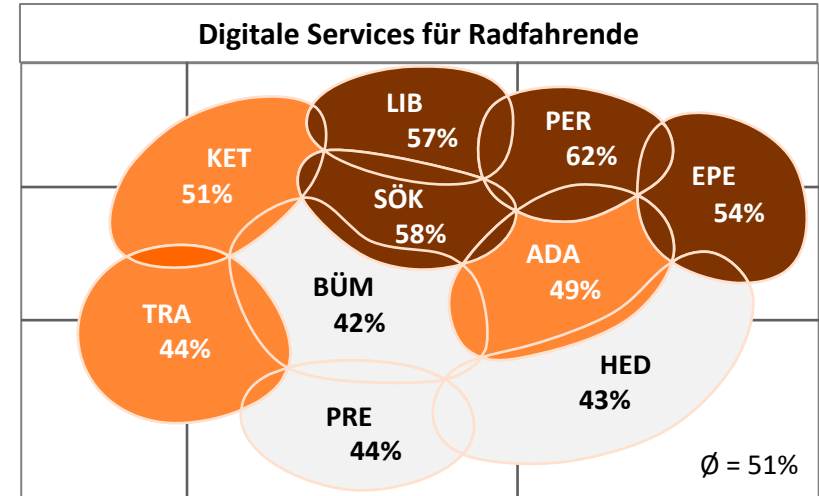 Digitale Services für Radfahrende
LIB
57%
PER
62%
KET
51%
EPE
54%
SÖK
58%
ADA
49%
BÜM
42%
TRA
44%
HED
43%
PRE
44%
Ø = 51%